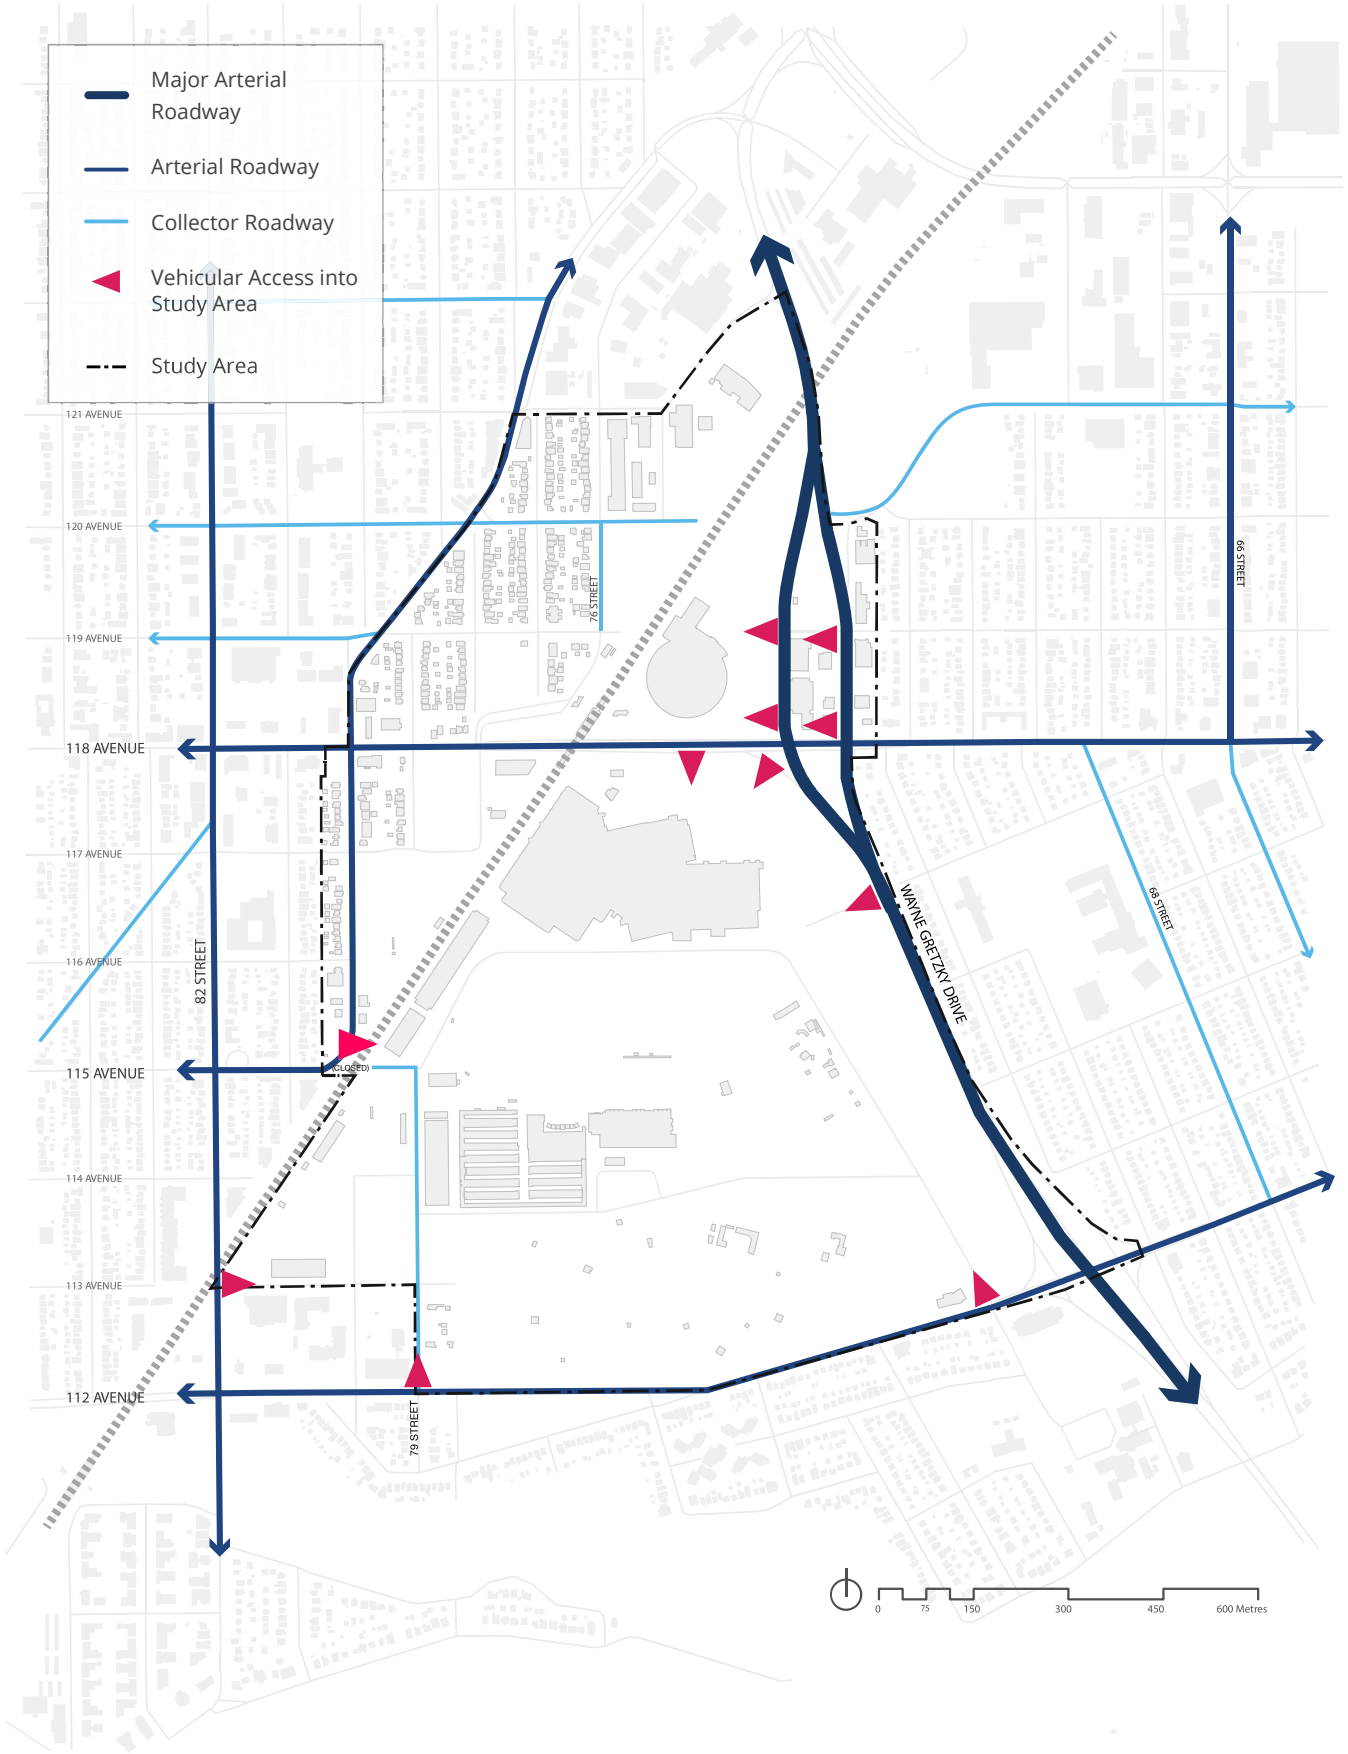 Major Arterial
Roadway
Arterial Roadway
Collector Roadway
Vehicular Access into
Study Area
Study Area
121 AVENUE
120 AVENUE
76 STREET
66 STREET
119 AVENUE
118 AVENUE
117 AVENUE
68 STREET
WAYNE GRETZKY DRIVE
116 AVENUE
82 STREET
115 AVENUE
(CLOSED)
114 AVENUE
113 AVENUE
112 AVENUE
79 STREET
0 75 150 300 450 600 Metres